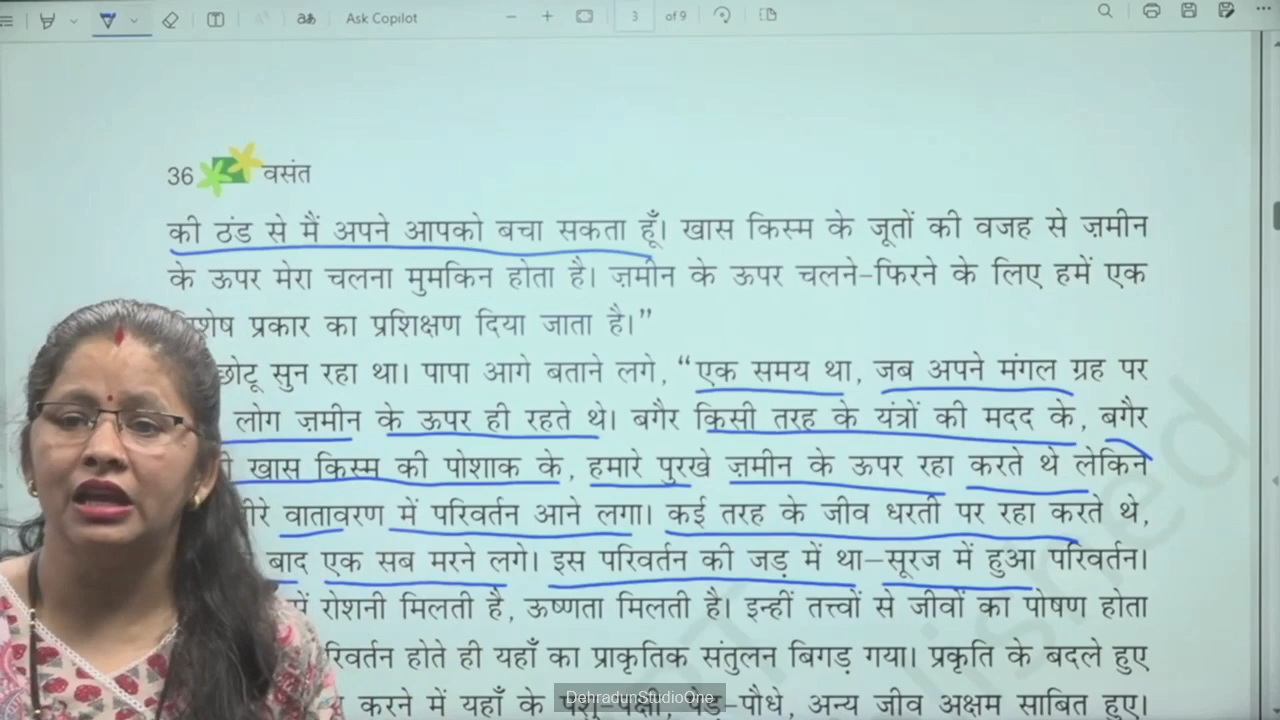 Ask Copilot
3 of 9
36 वसंत
की ठंड से मैं अपने आपको बचा सकता हूँ। खास किस्म के जूतों की वजह से ज़मीन
के ऊपर मेरा चलना मुमकिन होता है। ज़मीन के ऊपर चलने-फिरने के लिए हमें एक
शेष प्रकार का प्रशिक्षण दिया जाता है।”
छोटू सुन रहा था। पापा आगे बताने लगे, “एक समय था, जब अपने मंगल ग्रह पर
लोग ज़मीन के ऊपर ही रहते थे। बगैर किसी तरह के यंत्रों की मदद के, बगैर
खास किस्म की पोशाक के, हमारे पुरखे ज़मीन के ऊपर रहा करते थे लेकिन
रे वातावरण में परिवर्तन आने लगा। कई तरह के जीव धरती पर रहा करते थे,
बाद एक सब मरने लगे। इस परिवर्तन की जड़ में था–सूरज में हुआ परिवर्तन।
में रोशनी मिलती है, ऊष्णता मिलती है। इन्हीं तत्त्वों से जीवों का पोषण होता
रिवर्तन होते ही यहाँ का प्राकृतिक संतुलन बिगड़ गया। प्रकृति के बदले हुए
करने में यहाँ के पशु-पक्षी, पेड़-पौधे, अन्य जीव अक्षम साबित हुए।
DehradunStudioOne